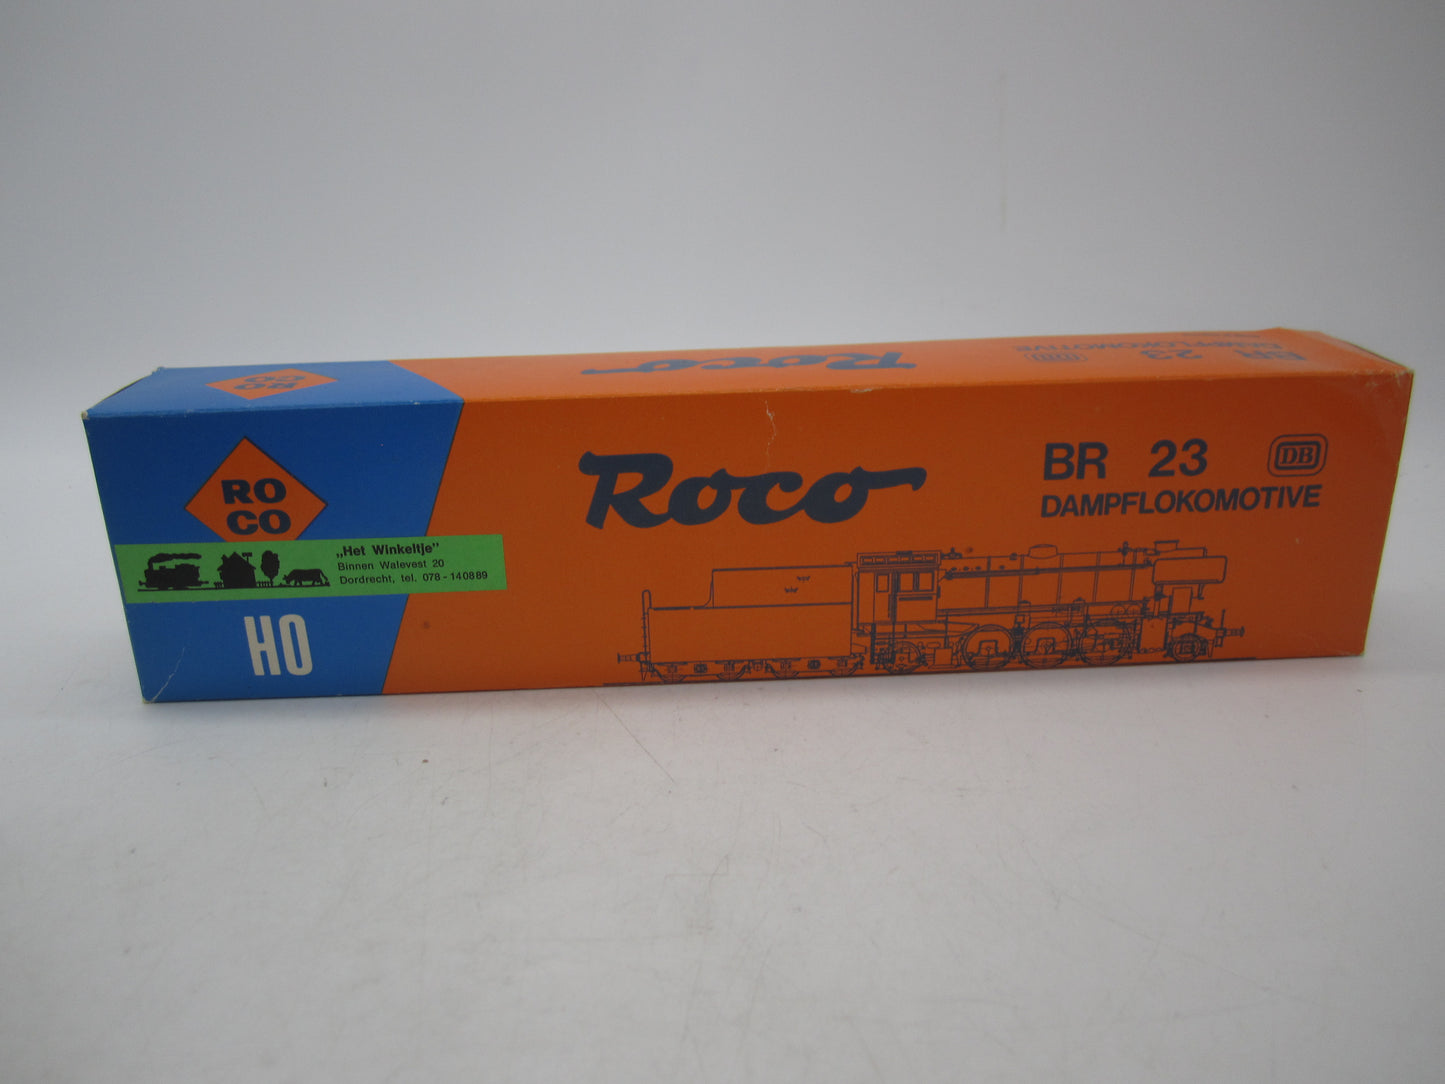 RO
CO
Roco
BR 23
DB
DAMPFLOKOMOTIVE
RO
CO
Roco
BR 23 DB
DAMPFLOKOMOTIVE
„Het Winkeltje”
Binnen Walevest 20
Dordrecht, tel. 078 - 140889
HO